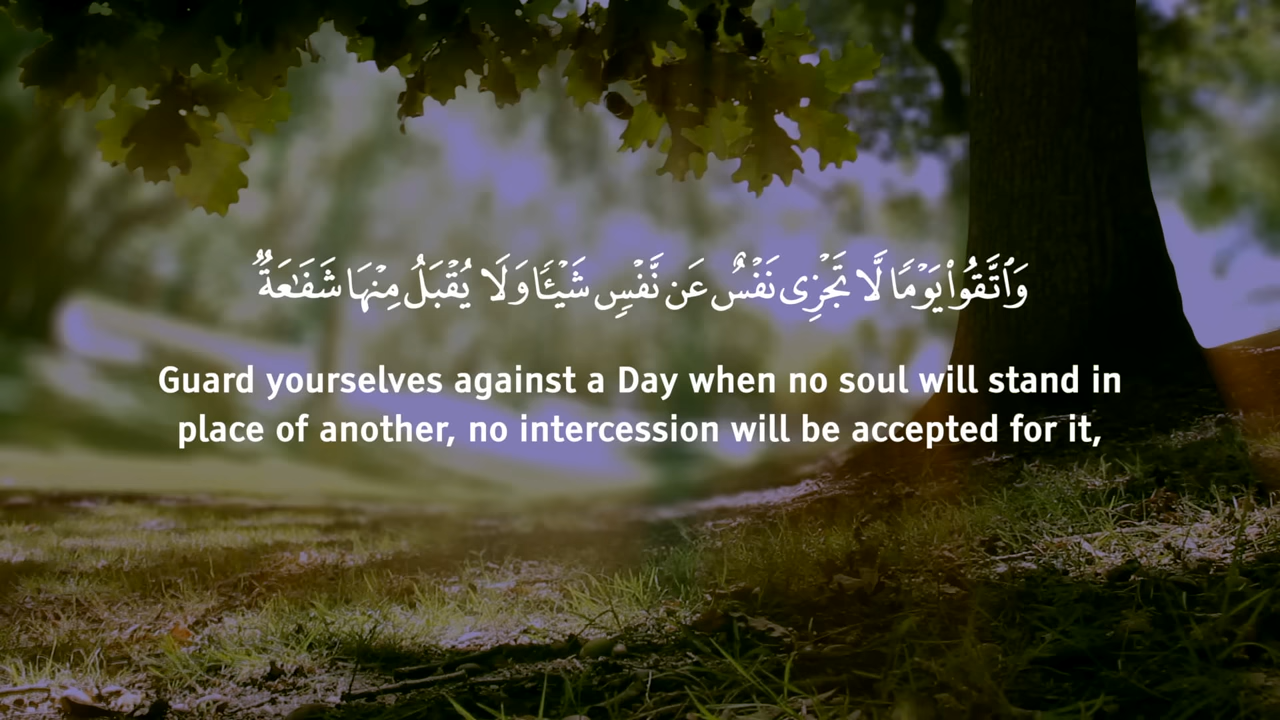 وَٱتَّقُوا۟ يَوْمًا لَّا تَجْزِى نَفْسٌ عَن نَّفْسٍ شَيْـًٔا وَلَا يُقْبَلُ مِنْهَا شَفَـٰعَةٌ
Guard yourselves against a Day when no soul will stand in
place of another, no intercession will be accepted for it,